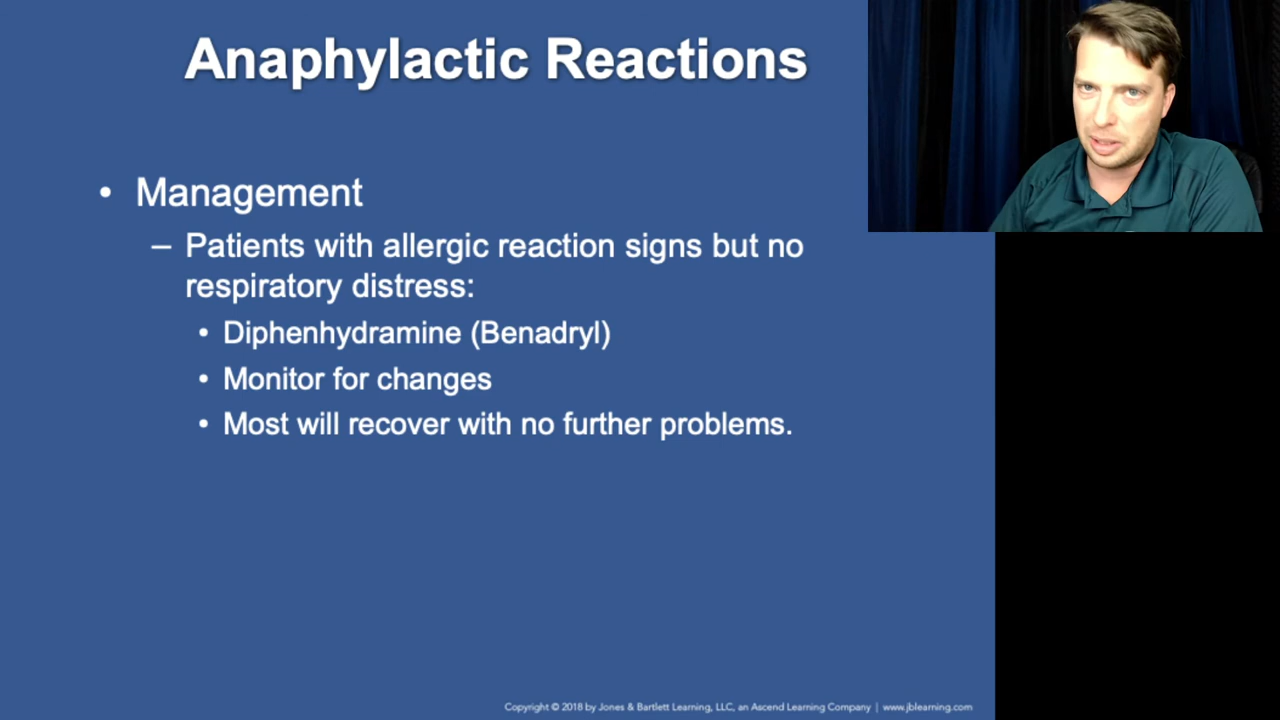 Anaphylactic Reactions
• Management
– Patients with allergic reaction signs but no
respiratory distress:
• Diphenhydramine (Benadryl)
• Monitor for changes
• Most will recover with no further problems.
Copyright © 2018 by Jones & Bartlett Learning, LLC, an Ascend Learning Company | www.jblearning.com